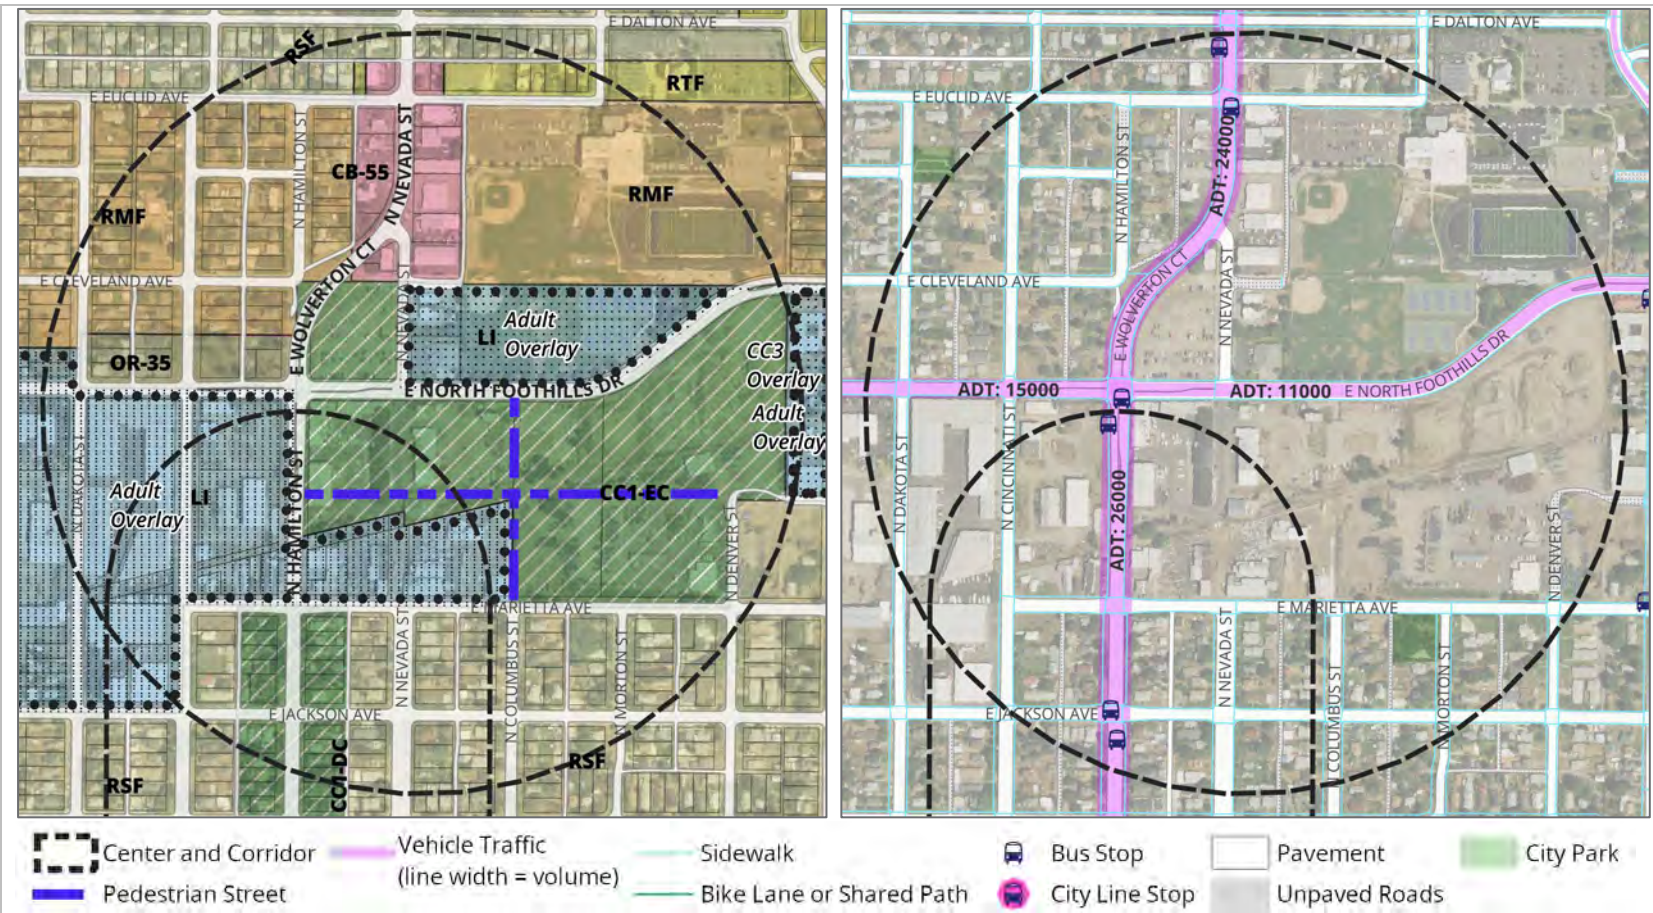 E DALTON AVE
RSF
RTF
E EUCLID AVE
N HAMILTON ST
CB-55
N NEVADA ST
RMF
RMF
E WOLVERTON CT
E CLEVELAND AVE
N NEVADA ST
LI
Adult
Overlay
OR-35
CC3
Overlay
E NORTH FOOTHILLS DR
Adult
Overlay
N DAKOTA ST
Adult
Overlay
LI
N HAMILTON ST
CC1-EC
N DENVER ST
E MARIETTA AVE
N NEVADA ST
N COLUMBUS ST
N MORTON ST
E JACKSON AVE
CC1-DC
RSF
RSF
E DALTON AVE
E EUCLID AVE
ADT: 24000
N HAMILTON ST
E CLEVELAND AVE
E WOLVERTON CT
N NEVADA ST
ADT: 15000
ADT: 11000
E NORTH FOOTHILLS DR
N DAKOTA ST
N CINCINNATI ST
ADT: 26000
N DENVER ST
E MARIETTA AVE
N NEVADA ST
N COLUMBUS ST
N MORTON ST
E JACKSON AVE
Center and Corridor
Pedestrian Street
Vehicle Traffic
(line width = volume)
Sidewalk
Bike Lane or Shared Path
Bus Stop
City Line Stop
Pavement
Unpaved Roads
City Park